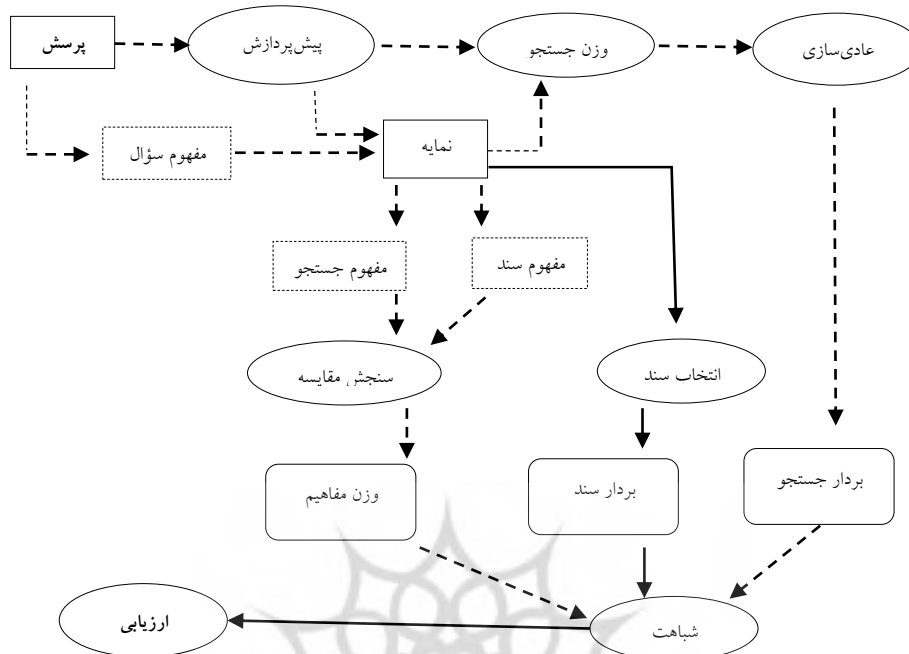 پرسش
پیش‌پردازش
وزن جستجو
عادی‌سازی
مفهوم سؤال
نمایه
مفهوم جستجو
مفهوم سند
سنجش مقایسه
انتخاب سند
وزن مفاهیم
بردار سند
بردار جستجو
شباهت
ارزیابی